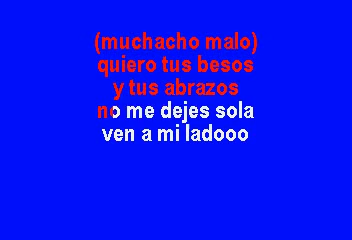 (muchacho malo)
quiero tus besos
y tus abrazos
no me dejes sola
ven a mi ladooo